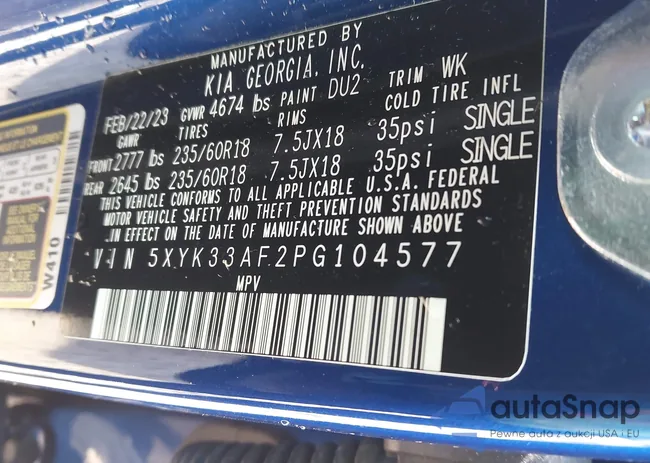 MANUFACTURED BY
KIA GEORGIA, INC.
FEB/22/23 GVWR 4674 lbs PAINT DU2 TRIM WK
GAWR TIRES RIMS COLD TIRE INFL
FRONT 2777 lbs 235/60R18 7.5JX18 35psi SINGLE
REAR 2645 lbs 235/60R18 7.5JX18 35psi SINGLE
THIS VEHICLE CONFORMS TO ALL APPLICABLE U.S.A. FEDERAL
MOTOR VEHICLE SAFETY AND THEFT PREVENTION STANDARDS
IN EFFECT ON THE DATE OF MANUFACTURE SHOWN ABOVE
VIN 5XYK33AF2PG104577
MPV
W410
autaSnap
Pewne auta z aukcji USA i EU